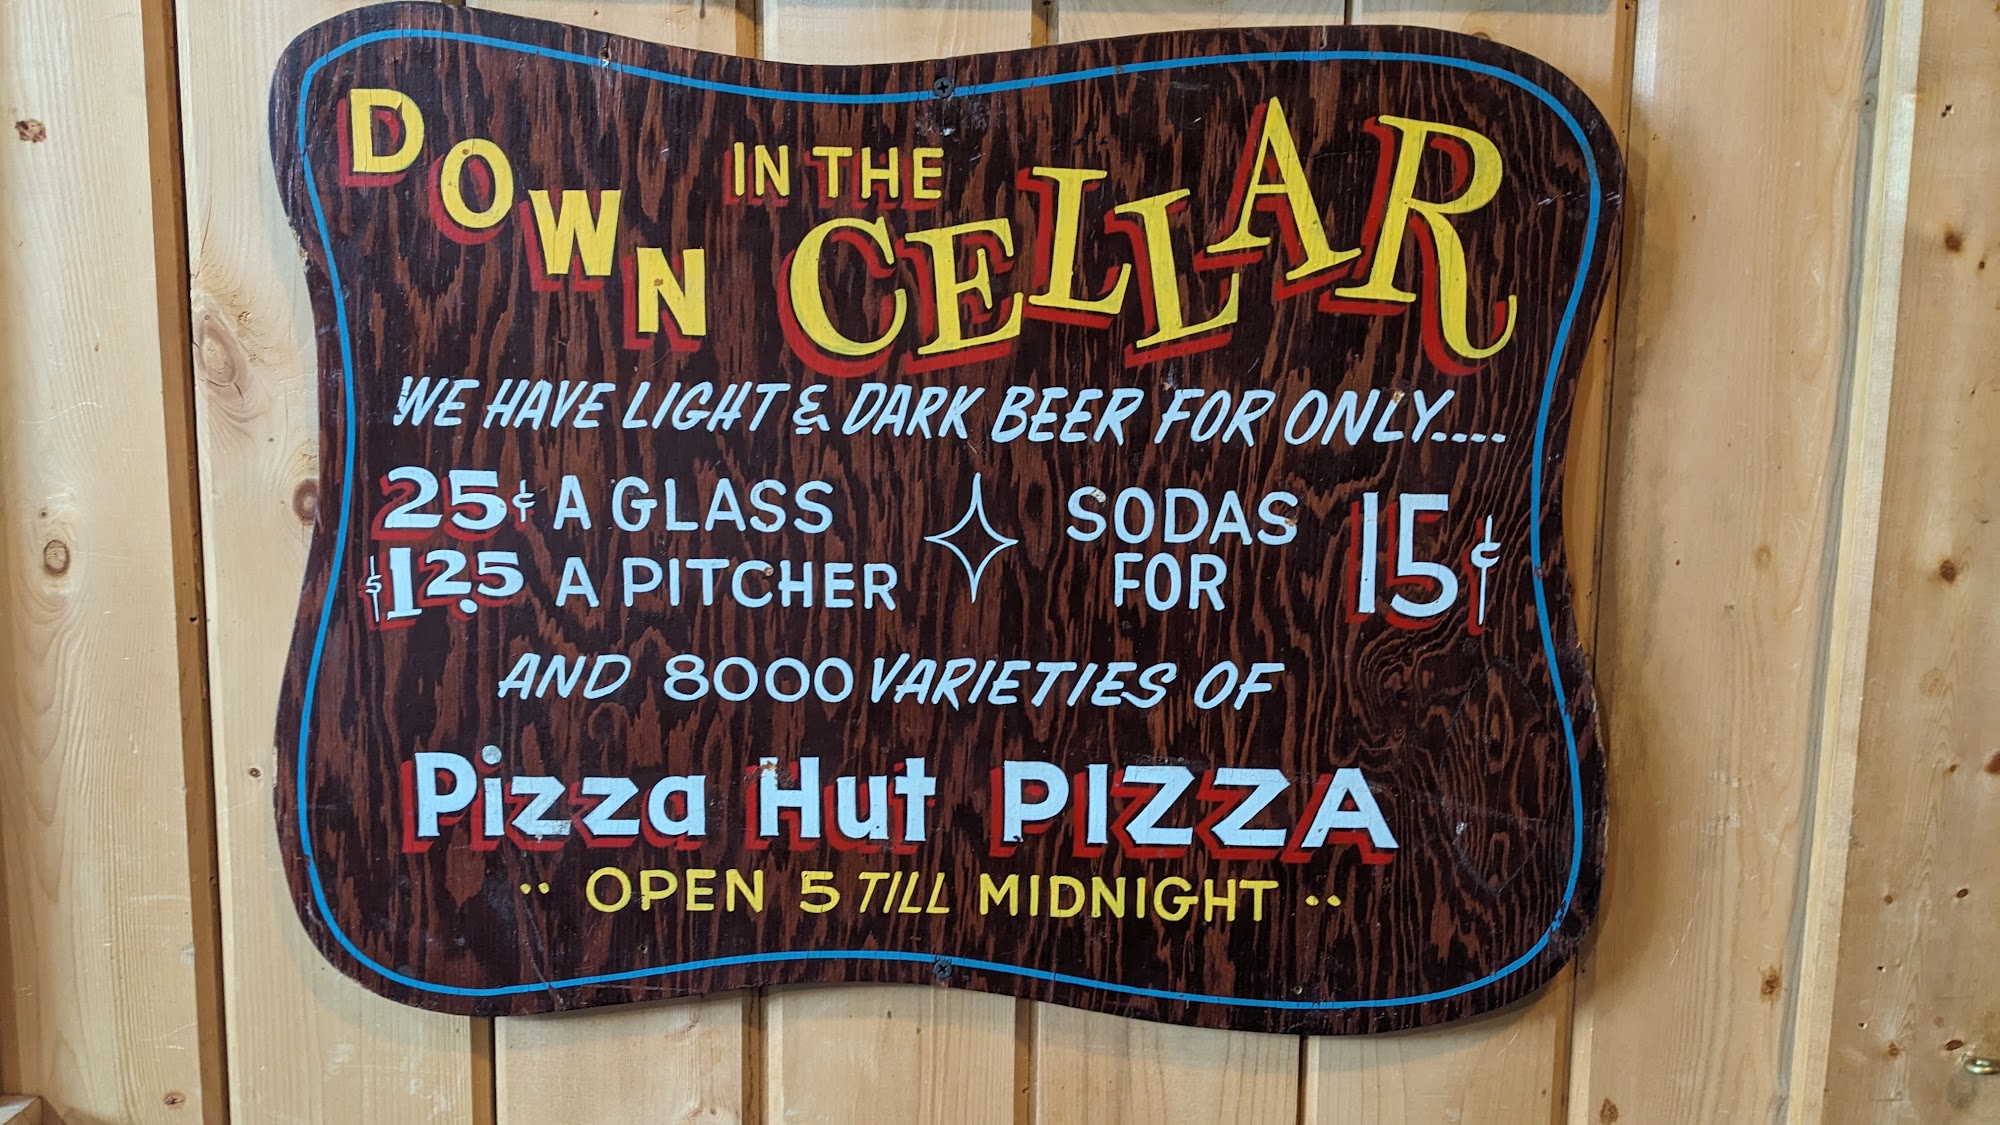 DOWN IN THE CELLAR
WE HAVE LIGHT & DARK BEER FOR ONLY....
25¢ A GLASS
$1.25 A PITCHER
SODAS FOR 15¢
AND 8000 VARIETIES OF
Pizza Hut PIZZA
·· OPEN 5 TILL MIDNIGHT ··